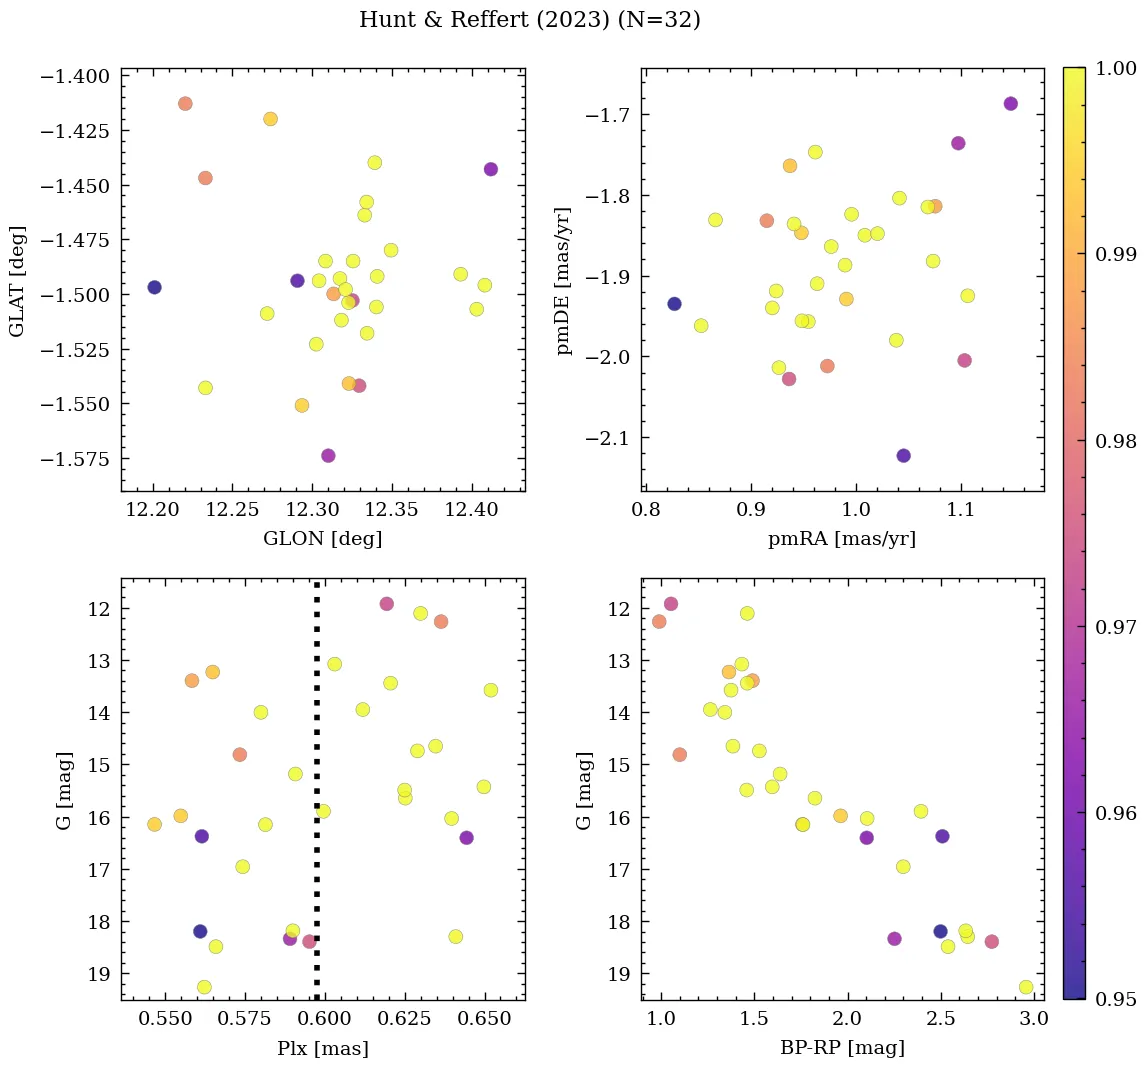 Hunt & Reffert (2023) (N=32)
−1.400
−1.425
−1.450
−1.475
−1.500
−1.525
−1.550
−1.575
GLAT [deg]
12.20 12.25 12.30 12.35 12.40
GLON [deg]
−1.7
−1.8
−1.9
−2.0
−2.1
pmDE [mas/yr]
0.8 0.9 1.0 1.1
pmRA [mas/yr]
12
13
14
15
16
17
18
19
G [mag]
0.550 0.575 0.600 0.625 0.650
Plx [mas]
12
13
14
15
16
17
18
19
G [mag]
1.0 1.5 2.0 2.5 3.0
BP-RP [mag]
1.00
0.99
0.98
0.97
0.96
0.95